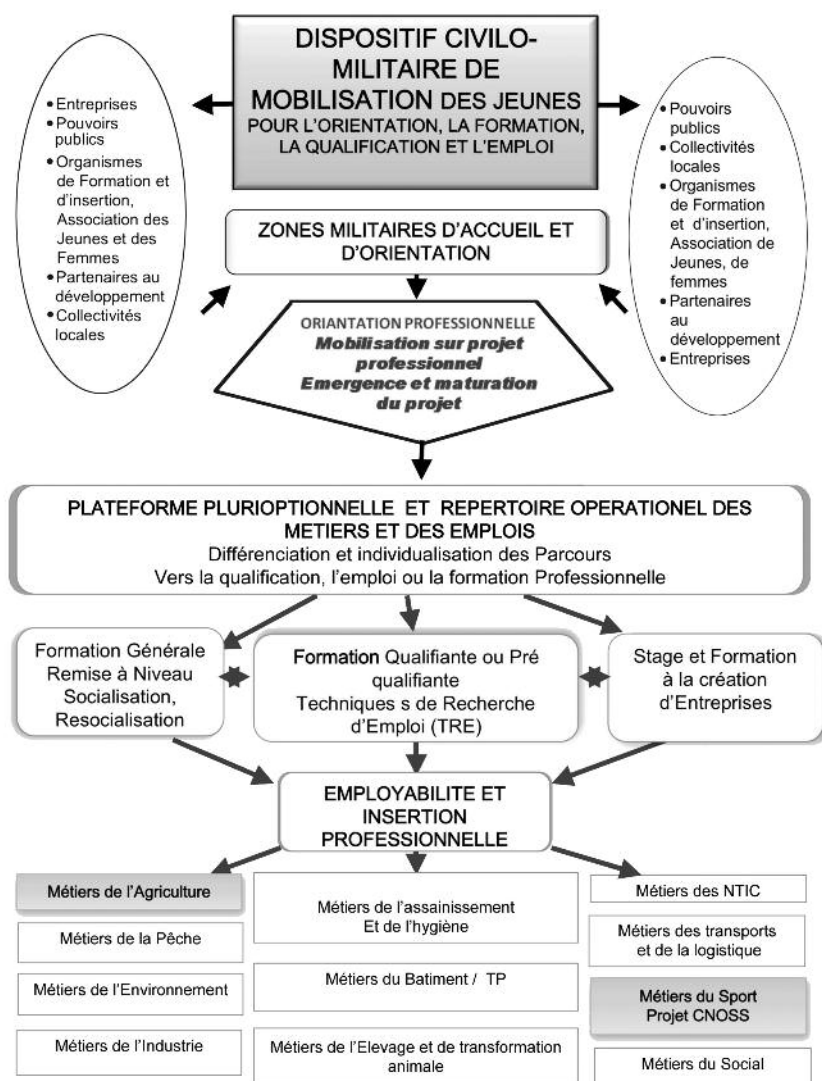 DISPOSITIF CIVILO-
MILITAIRE DE
MOBILISATION DES JEUNES
POUR L'ORIENTATION, LA FORMATION,
LA QUALIFICATION ET L'EMPLOI
• Entreprises
• Pouvoirs
publics
• Organismes
de Formation et
d'insertion,
Association des
Jeunes et des
Femmes
• Partenaires au
développement
• Collectivités
locales
• Pouvoirs
publics
• Collectivités
locales
• Organismes
de Formation
et d'insertion,
Association de
Jeunes, de
femmes
• Partenaires
au
développement
• Entreprises
ZONES MILITAIRES D'ACCUEIL ET
D'ORIENTATION
ORIANTATION PROFESSIONNELLE
Mobilisation sur projet
professionnel
Emergence et maturation
du projet
PLATEFORME PLURIOPTIONNELLE ET REPERTOIRE OPERATIONEL DES
METIERS ET DES EMPLOIS
Différenciation et individualisation des Parcours
Vers la qualification, l'emploi ou la formation Professionnelle
Formation Générale
Remise à Niveau
Socialisation,
Resocialisation
Formation Qualifiante ou Pré
qualifiante
Techniques s de Recherche
d'Emploi (TRE)
Stage et Formation
à la création
d'Entreprises
EMPLOYABILITE ET
INSERTION
PROFESSIONNELLE
Métiers de l'Agriculture
Métiers de la Pêche
Métiers de l'Environnement
Métiers de l'Industrie
Métiers de l'assainissement
Et de l'hygiène
Métiers du Batiment / TP
Métiers de l'Elevage et de transformation
animale
Métiers des NTIC
Métiers des transports
et de la logistique
Métiers du Sport
Projet CNOSS
Métiers du Social